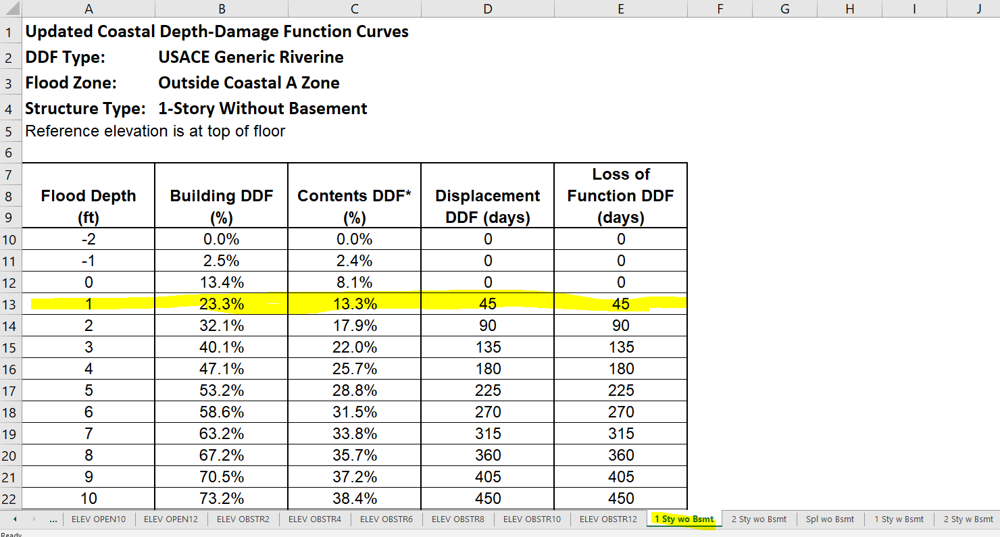 A B C D E F G H I J
1 Updated Coastal Depth-Damage Function Curves
2 DDF Type: USACE Generic Riverine
3 Flood Zone: Outside Coastal A Zone
4 Structure Type: 1-Story Without Basement
5 Reference elevation is at top of floor
6
7 Loss of
8 Flood Depth Building DDF Contents DDF* Displacement Function DDF
9 (ft) (%) (%) DDF (days) (days)
10 -2 0.0% 0.0% 0 0
11 -1 2.5% 2.4% 0 0
12 0 13.4% 8.1% 0 0
13 1 23.3% 13.3% 45 45
14 2 32.1% 17.9% 90 90
15 3 40.1% 22.0% 135 135
16 4 47.1% 25.7% 180 180
17 5 53.2% 28.8% 225 225
18 6 58.6% 31.5% 270 270
19 7 63.2% 33.8% 315 315
20 8 67.2% 35.7% 360 360
21 9 70.5% 37.2% 405 405
22 10 73.2% 38.4% 450 450
... ELEV OPEN10 ELEV OPEN12 ELEV OBSTR2 ELEV OBSTR4 ELEV OBSTR6 ELEV OBSTR8 ELEV OBSTR10 ELEV OBSTR12 1 Sty wo Bsmt 2 Sty wo Bsmt Spl wo Bsmt 1 Sty w Bsmt 2 Sty w Bsmt
Ready